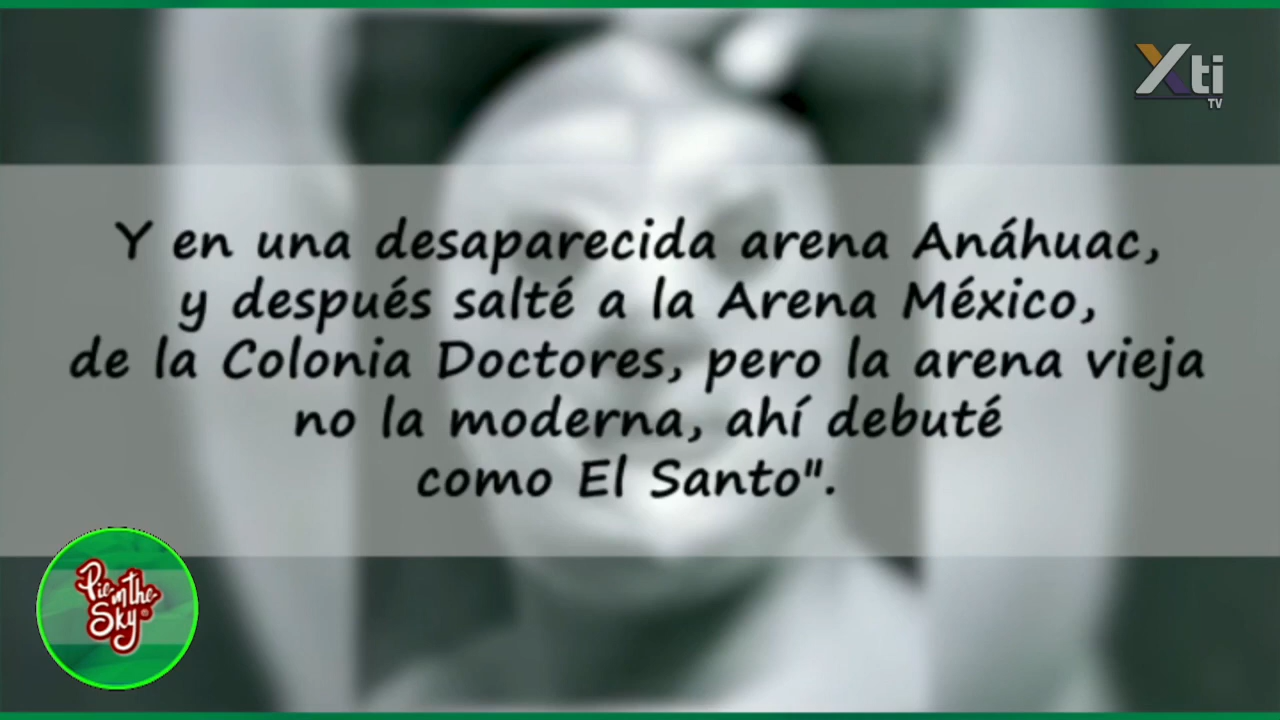 Xti
TV
Y en una desaparecida arena Anáhuac,
y después salté a la Arena México,
de la Colonia Doctores, pero la arena vieja
no la moderna, ahí debuté
como El Santo".
Pie in the
Sky